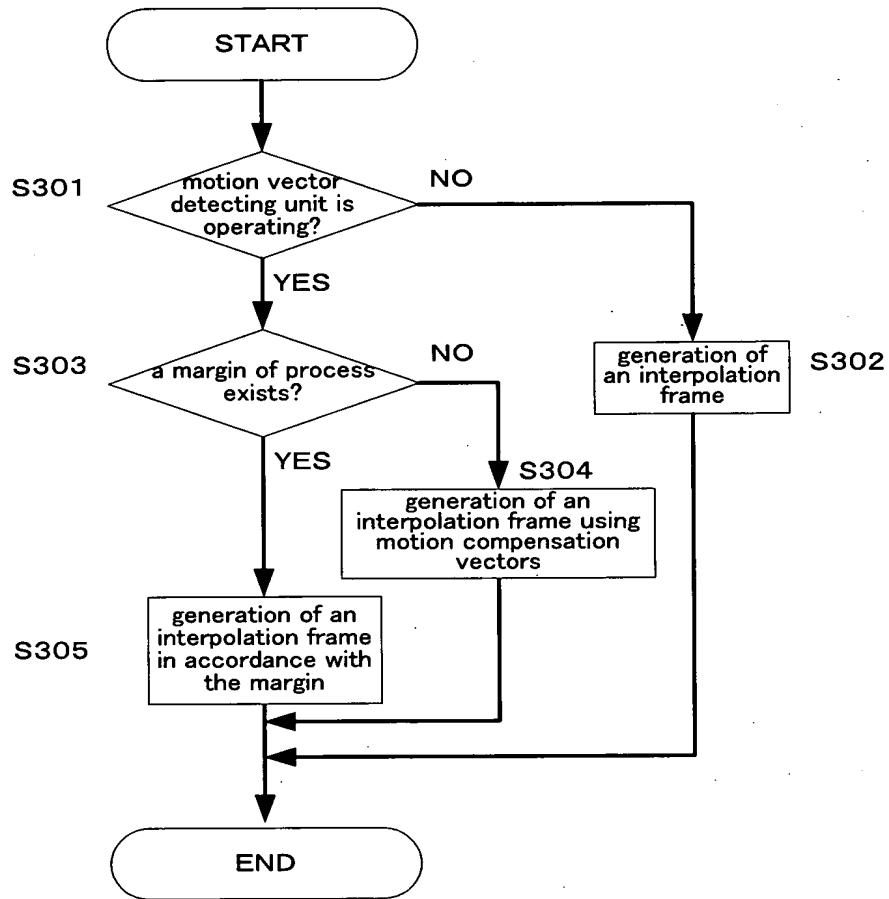 START
S301
motion vector
detecting unit is
operating?
NO
YES
S303
a margin of process
exists?
NO
generation of
an interpolation
frame
S302
YES
S304
generation of an
interpolation frame using
motion compensation
vectors
S305
generation of an
interpolation frame
in accordance with
the margin
END